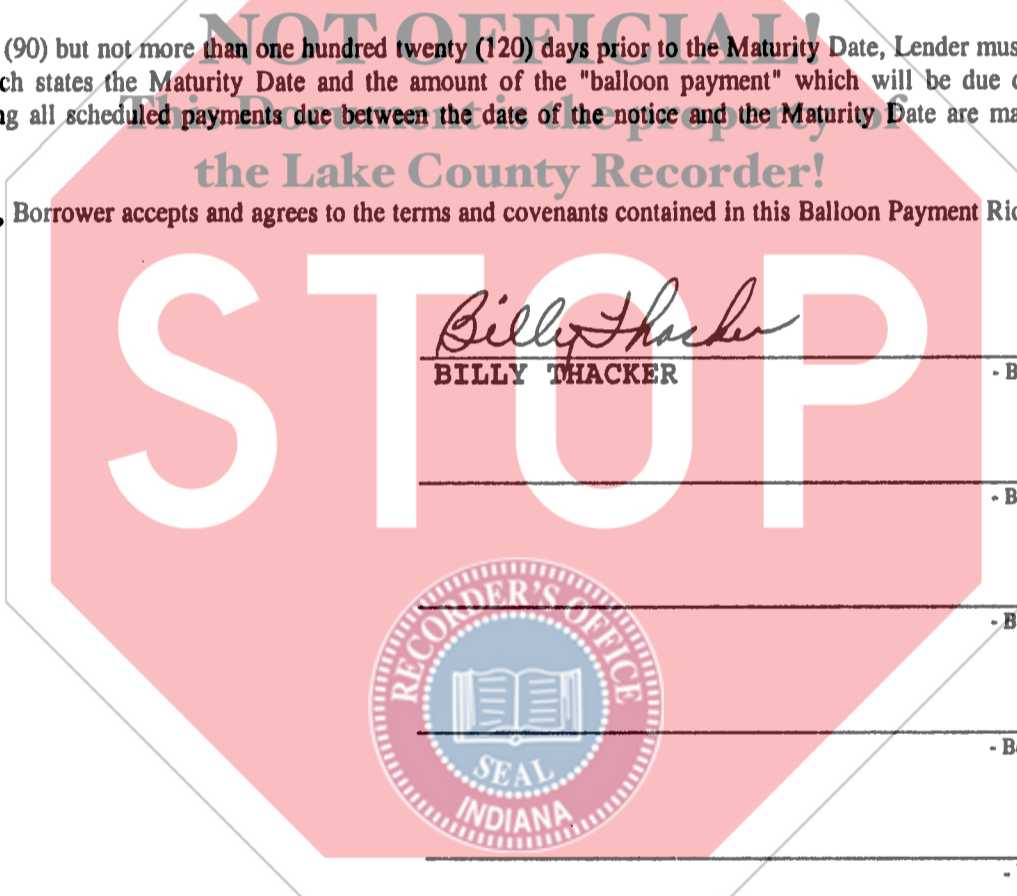 NOT OFFICIAL!
(90) but not more than one hundred twenty (120) days prior to the Maturity Date, Lender mus
ch states the Maturity Date and the amount of the "balloon payment" which will be due
This Document is the property of
ng all scheduled payments due between the date of the notice and the Maturity Date are ma
the Lake County Recorder!
Borrower accepts and agrees to the terms and covenants contained in this Balloon Payment Rid
STOP
Billy Thacker
BILLY THACKER
- B
- B
- B
- B
RECORDER'S OFFICE
SEAL
INDIANA